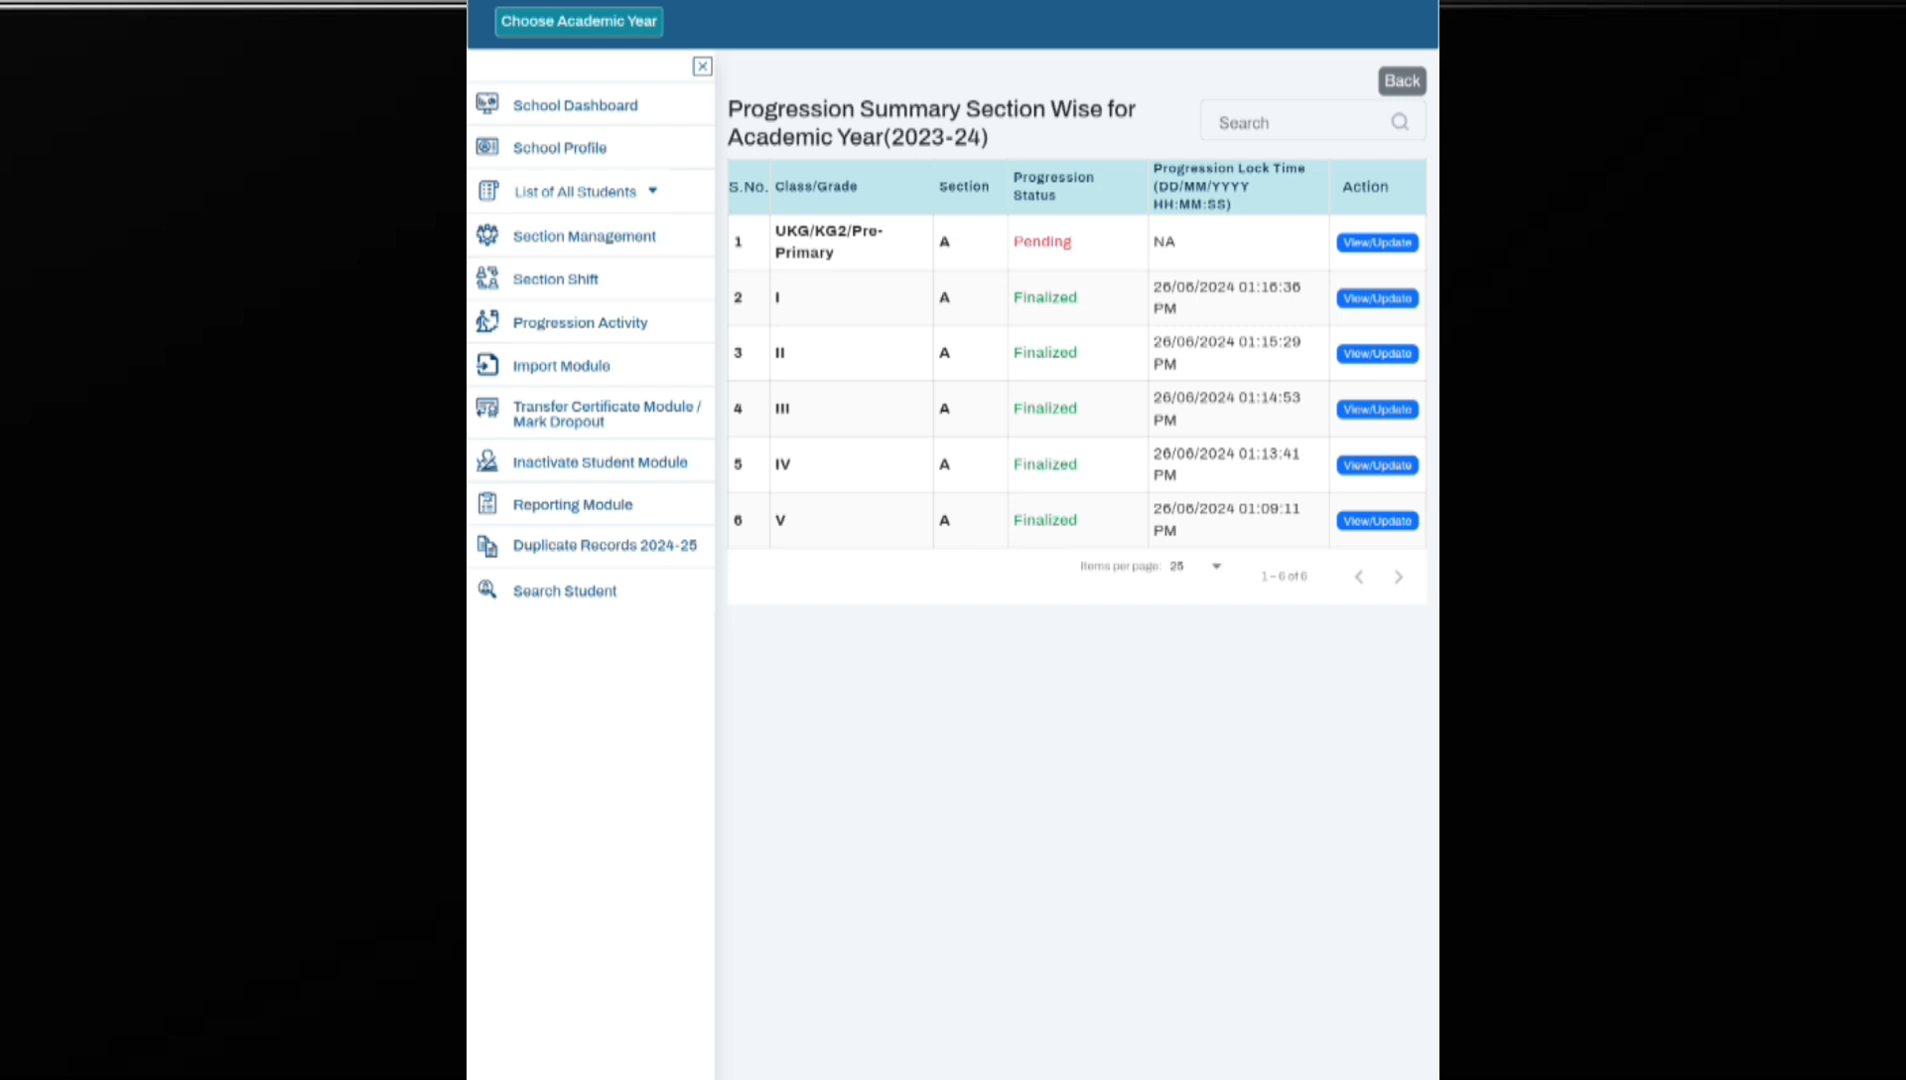 Choose Academic Year
School Dashboard
School Profile
List of All Students
Section Management
Section Shift
Progression Activity
Import Module
Transfer Certificate Module /
Mark Dropout
Inactivate Student Module
Reporting Module
Duplicate Records 2024-25
Search Student
Back
Progression Summary Section Wise for
Academic Year(2023-24)
Search
S.No. Class/Grade Section Progression
Status Progression Lock Time
(DD/MM/YYYY
HH:MM:SS) Action
1 UKG/KG2/Pre-
Primary A Pending NA View/Update
2 I A Finalized 26/06/2024 01:16:36
PM View/Update
3 II A Finalized 26/06/2024 01:15:29
PM View/Update
4 III A Finalized 26/06/2024 01:14:53
PM View/Update
5 IV A Finalized 26/06/2024 01:13:41
PM View/Update
6 V A Finalized 26/06/2024 01:09:11
PM View/Update
Items per page: 25
1 – 6 of 6